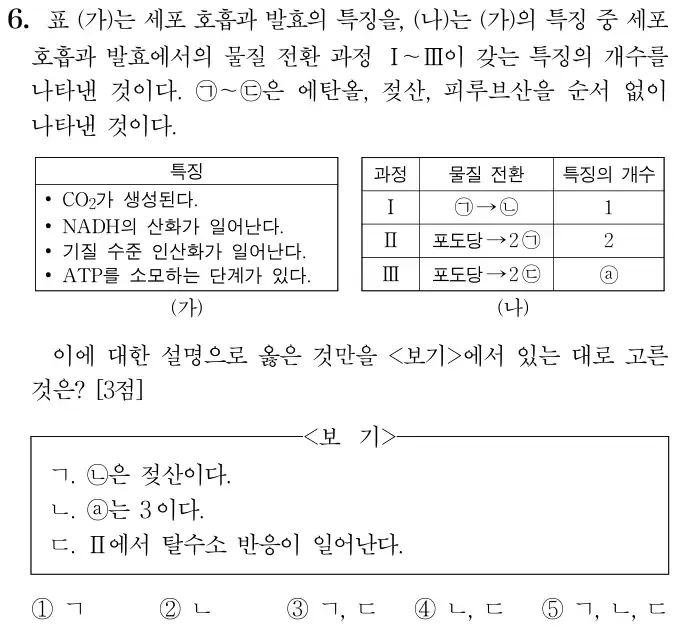 6. 표 (가)는 세포 호흡과 발효의 특징을, (나)는 (가)의 특징 중 세포
호흡과 발효에서의 물질 전환 과정 Ⅰ~Ⅲ이 갖는 특징의 개수를
나타낸 것이다. ㉠~㉢은 에탄올, 젖산, 피루브산을 순서 없이
나타낸 것이다.
특징
• CO₂가 생성된다.
• NADH의 산화가 일어난다.
• 기질 수준 인산화가 일어난다.
• ATP를 소모하는 단계가 있다.
(가)
과정 물질 전환 특징의 개수
Ⅰ ㉠→㉡ 1
Ⅱ 포도당→2㉠ 2
Ⅲ 포도당→2㉢ ⓐ
(나)
이에 대한 설명으로 옳은 것만을 <보기>에서 있는 대로 고른
것은? [3점]
<보 기>
ㄱ. ㉡은 젖산이다.
ㄴ. ⓐ는 3이다.
ㄷ. Ⅱ에서 탈수소 반응이 일어난다.
① ㄱ ② ㄴ ③ ㄱ, ㄷ ④ ㄴ, ㄷ ⑤ ㄱ, ㄴ, ㄷ